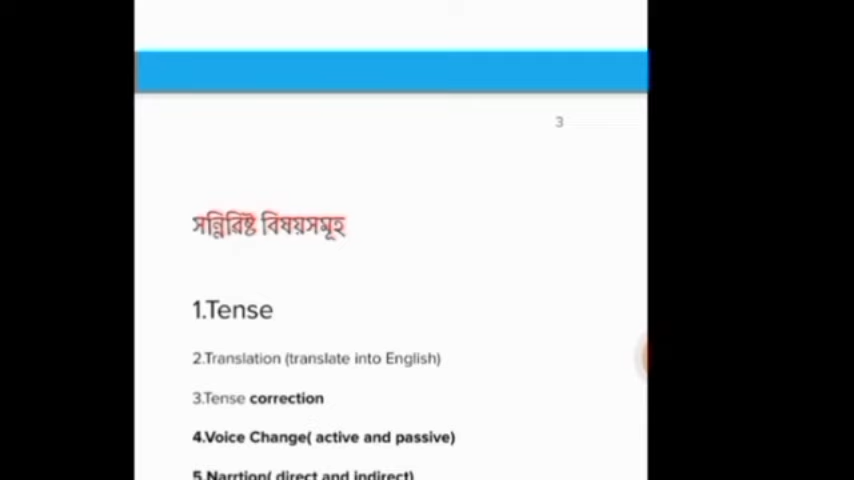 3
সন্নিবিষ্ট বিষয়সমূহ
1.Tense
2.Translation (translate into English)
3.Tense correction
4.Voice Change( active and passive)
5.Narrtion( direct and indirect)